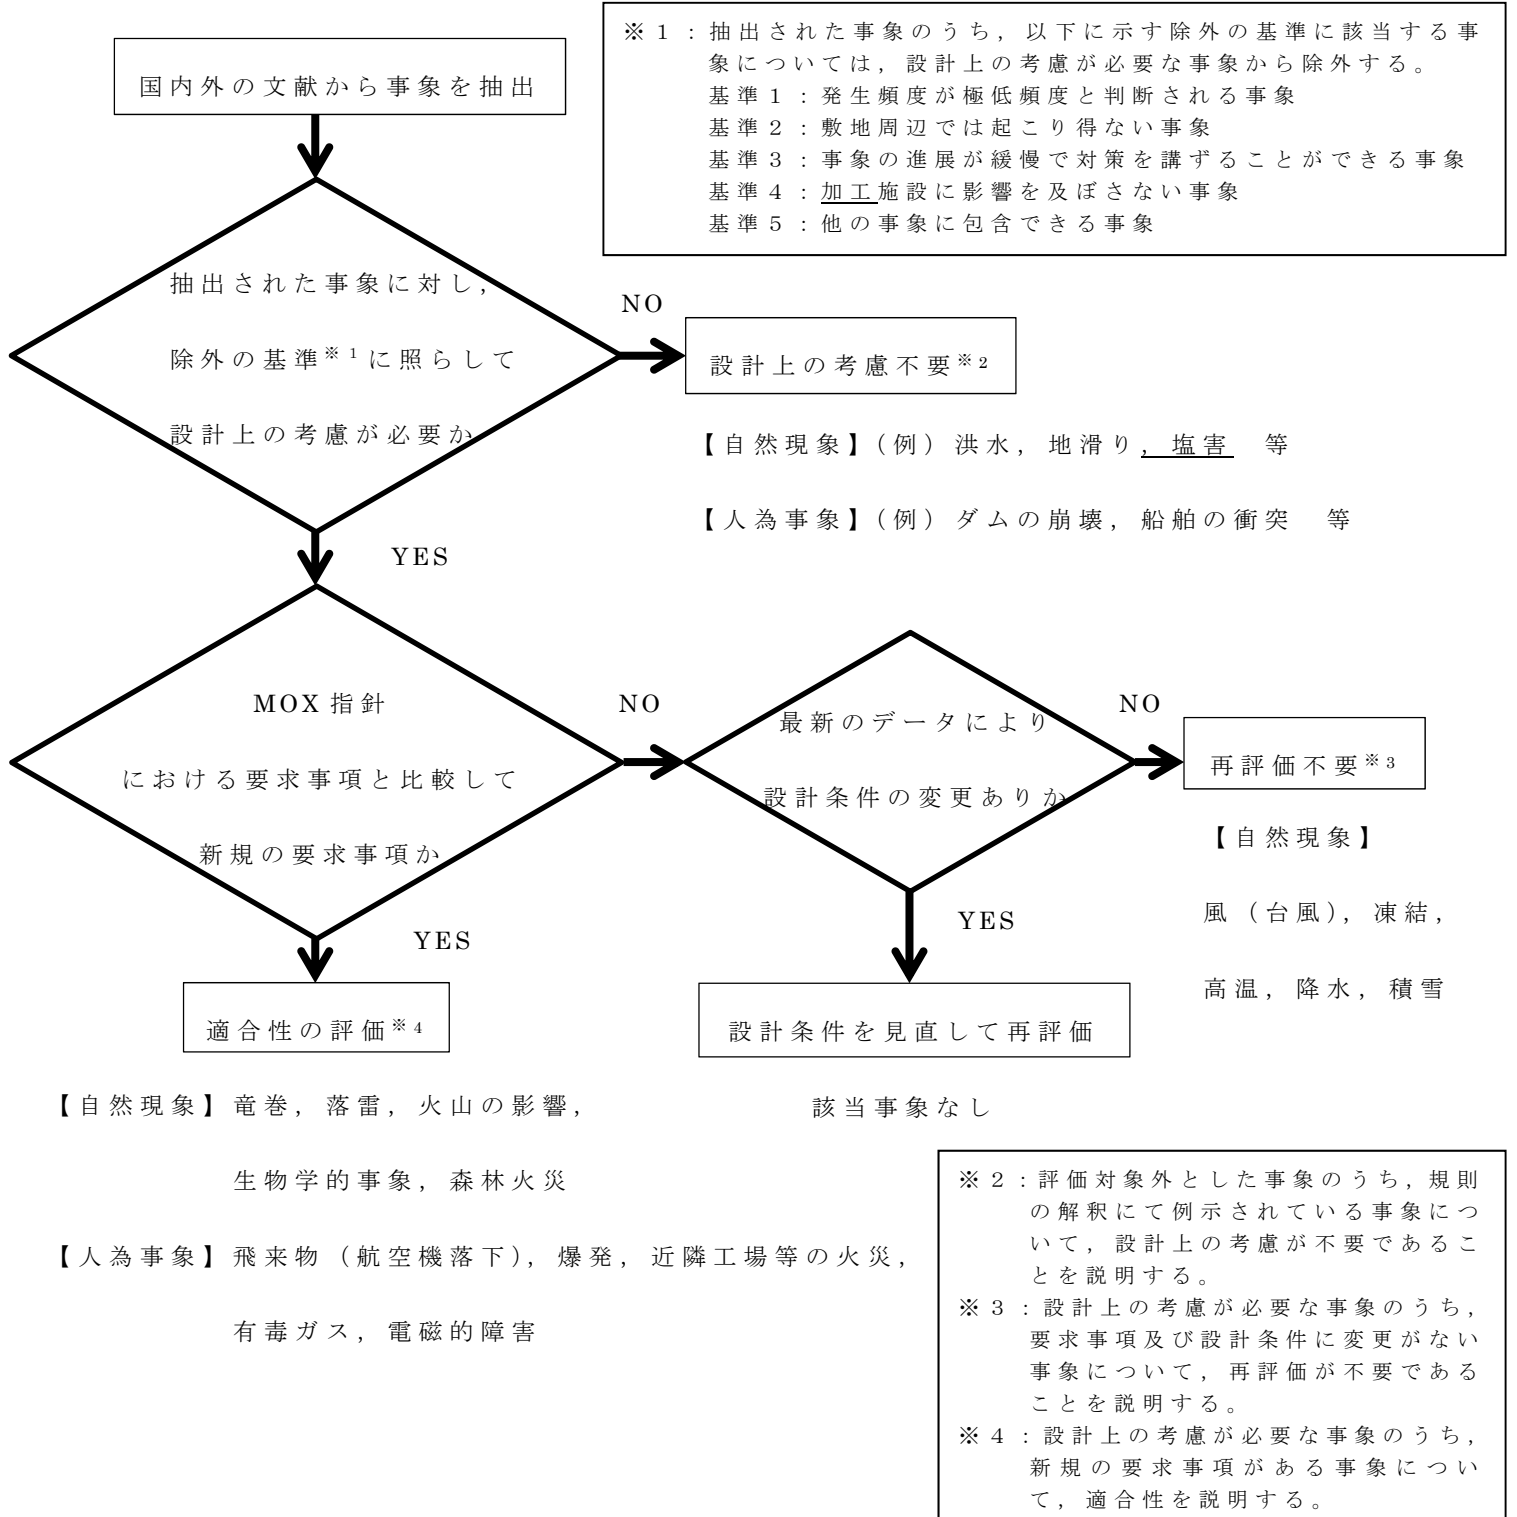 国内外の文献から事象を抽出
※1:抽出された事象のうち，以下に示す除外の基準に該当する事
象については，設計上の考慮が必要な事象から除外する。
基準1:発生頻度が極低頻度と判断される事象
基準2:敷地周辺では起こり得ない事象
基準3:事象の進展が緩慢で対策を講ずることができる事象
基準4:加工施設に影響を及ぼさない事象
基準5:他の事象に包含できる事象
抽出された事象に対し，
除外の基準※1に照らして
設計上の考慮が必要か
NO
設計上の考慮不要※2
【自然現象】(例) 洪水，地滑り，塩害　等
【人為事象】(例) ダムの崩壊，船舶の衝突　等
YES
MOX 指針
における要求事項と比較して
新規の要求事項か
NO
最新のデータにより
設計条件の変更ありか
NO
再評価不要※3
【自然現象】
風（台風），凍結，
高温，降水，積雪
YES
適合性の評価※4
YES
設計条件を見直して再評価
【自然現象】竜巻，落雷，火山の影響，
生物学的事象，森林火災
【人為事象】飛来物（航空機落下），爆発，近隣工場等の火災，
有毒ガス，電磁的障害
該当事象なし
※2:評価対象外とした事象のうち，規則
の解釈にて例示されている事象につ
いて，設計上の考慮が不要であるこ
とを説明する。
※3:設計上の考慮が必要な事象のうち，
要求事項及び設計条件に変更がない
事象について，再評価が不要である
ことを説明する。
※4:設計上の考慮が必要な事象のうち，
新規の要求事項がある事象につい
て，適合性を説明する。